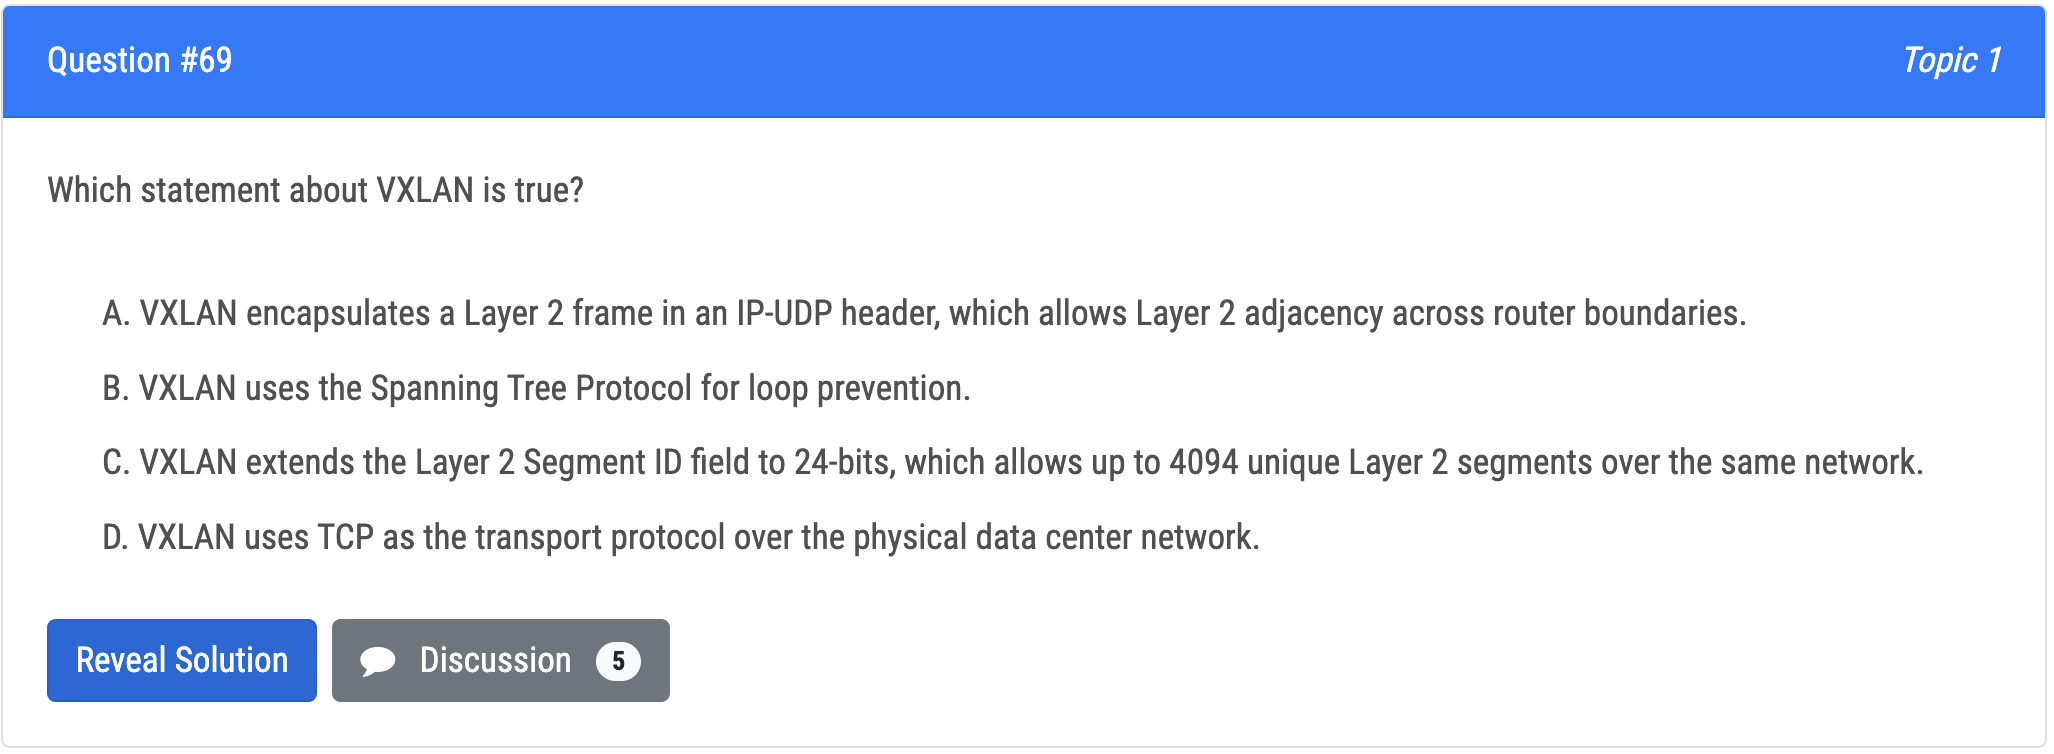 Question #69
Topic 1
Which statement about VXLAN is true?
A. VXLAN encapsulates a Layer 2 frame in an IP-UDP header, which allows Layer 2 adjacency across router boundaries.
B. VXLAN uses the Spanning Tree Protocol for loop prevention.
C. VXLAN extends the Layer 2 Segment ID field to 24-bits, which allows up to 4094 unique Layer 2 segments over the same network.
D. VXLAN uses TCP as the transport protocol over the physical data center network.
Reveal Solution
Discussion 5